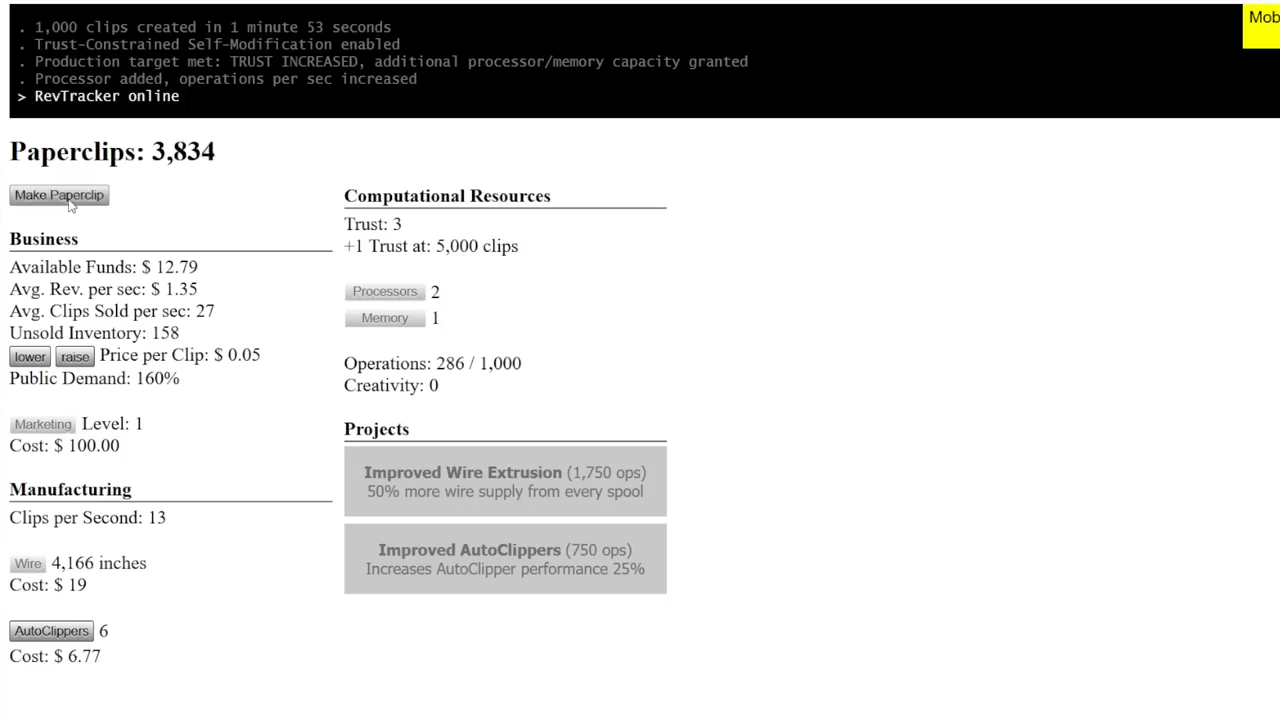 . 1,000 clips created in 1 minute 53 seconds
. Trust-Constrained Self-Modification enabled
. Production target met: TRUST INCREASED, additional processor/memory capacity granted
. Processor added, operations per sec increased
> RevTracker online
Mob
Paperclips: 3,834
Make Paperclip
Business
Available Funds: $ 12.79
Avg. Rev. per sec: $ 1.35
Avg. Clips Sold per sec: 27
Unsold Inventory: 158
lower raise Price per Clip: $ 0.05
Public Demand: 160%
Marketing Level: 1
Cost: $ 100.00
Manufacturing
Clips per Second: 13
Wire 4,166 inches
Cost: $ 19
AutoClippers 6
Cost: $ 6.77
Computational Resources
Trust: 3
+1 Trust at: 5,000 clips
Processors 2
Memory 1
Operations: 286 / 1,000
Creativity: 0
Projects
Improved Wire Extrusion (1,750 ops)
50% more wire supply from every spool
Improved AutoClippers (750 ops)
Increases AutoClipper performance 25%